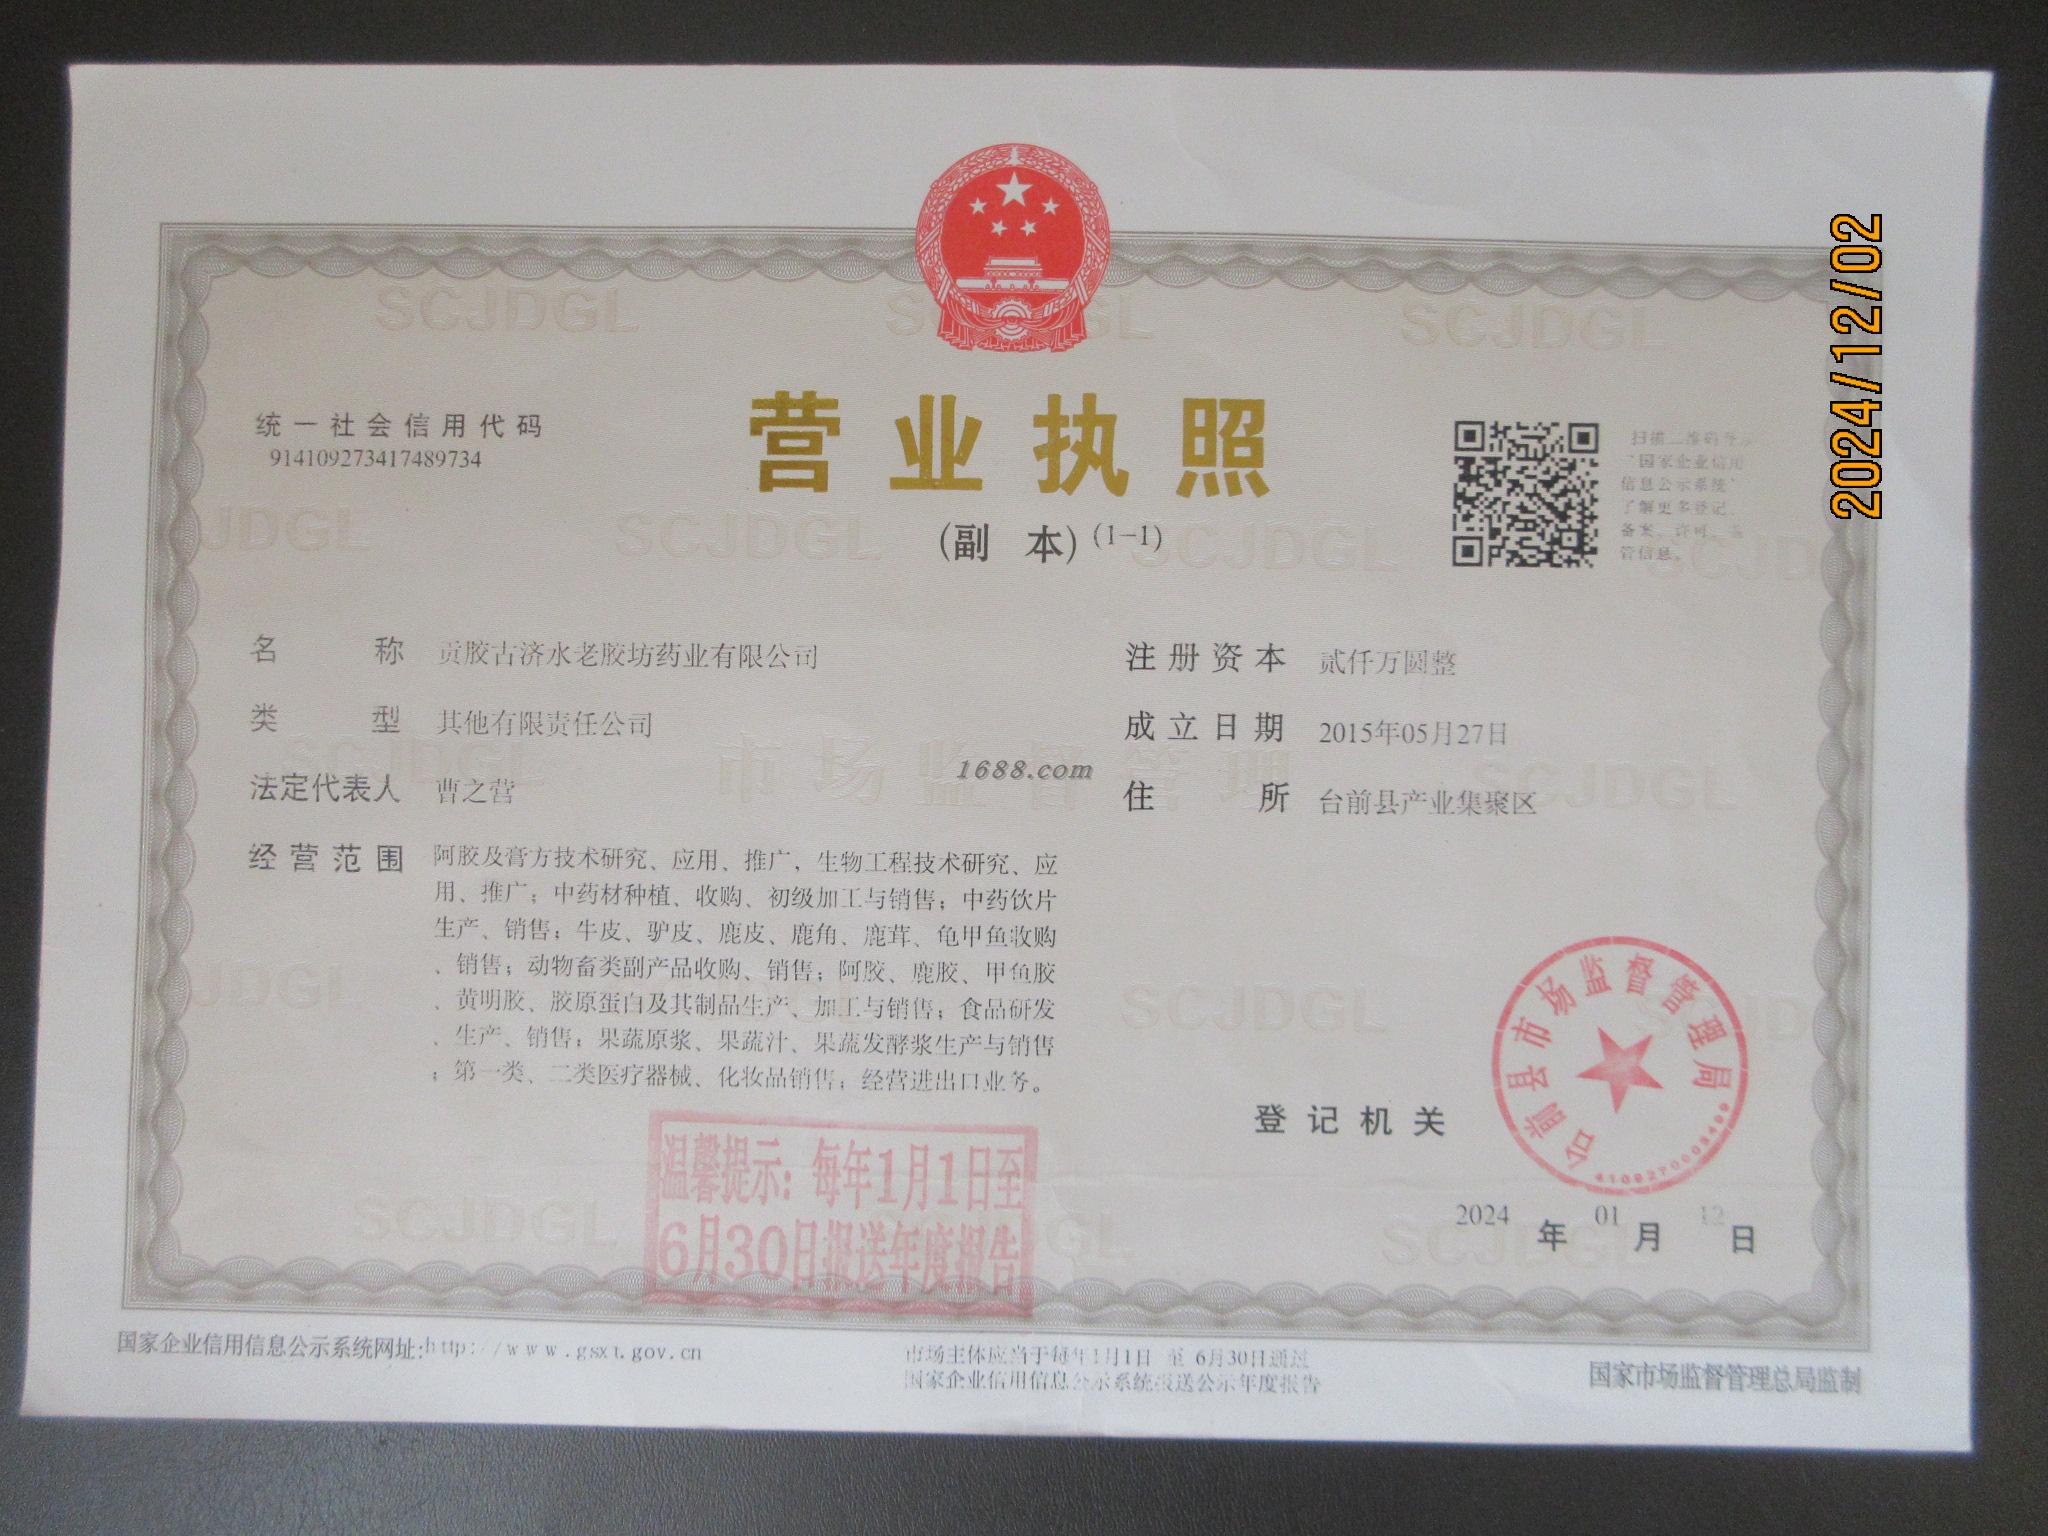 2024/12/02
营业执照
(副 本) (1-1)
统一社会信用代码
914109273417489734
扫描二维码登录
“国家企业信用
信息公示系统”
了解更多登记、
备案、许可、监
管信息。
名 称 贡胶古济水老胶坊药业有限公司
类 型 其他有限责任公司
法定代表人 曹之营
经营范围 阿胶及膏方技术研究、应用、推广,生物工程技术研究、应
用、推广;中药材种植、收购、初级加工与销售;中药饮片
生产、销售;牛皮、驴皮、鹿皮、鹿角、鹿茸、龟甲鱼收购
、销售;动物畜类副产品收购、销售;阿胶、鹿胶、甲鱼胶
、黄明胶、胶原蛋白及其制品生产、加工与销售;食品研发
、生产、销售;果蔬原浆、果蔬汁、果蔬发酵浆生产与销售
;第一类、二类医疗器械、化妆品销售;经营进出口业务。
注册资本 贰仟万圆整
成立日期 2015年05月27日
住 所 台前县产业集聚区
1688.com
市场监督管理
SCJDGL
温馨提示:每年1月1日至
6月30日报送年度报告
登记机关
台前县市场监督管理局
2024 年 01 月 12 日
国家企业信用信息公示系统网址:http://www.gsxt.gov.cn
市场主体应当于每年1月1日 至 6月30日通过
国家企业信用信息公示系统报送公示年度报告
国家市场监督管理总局监制